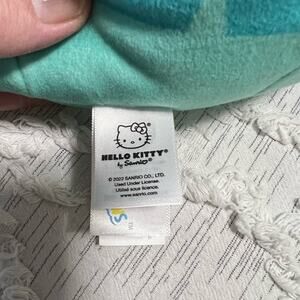 HELLO KITTY®
by Sanrio®
© 2022 SANRIO CO., LTD.
Used Under License.
Utilisé sous licence.
www.sanrio.com